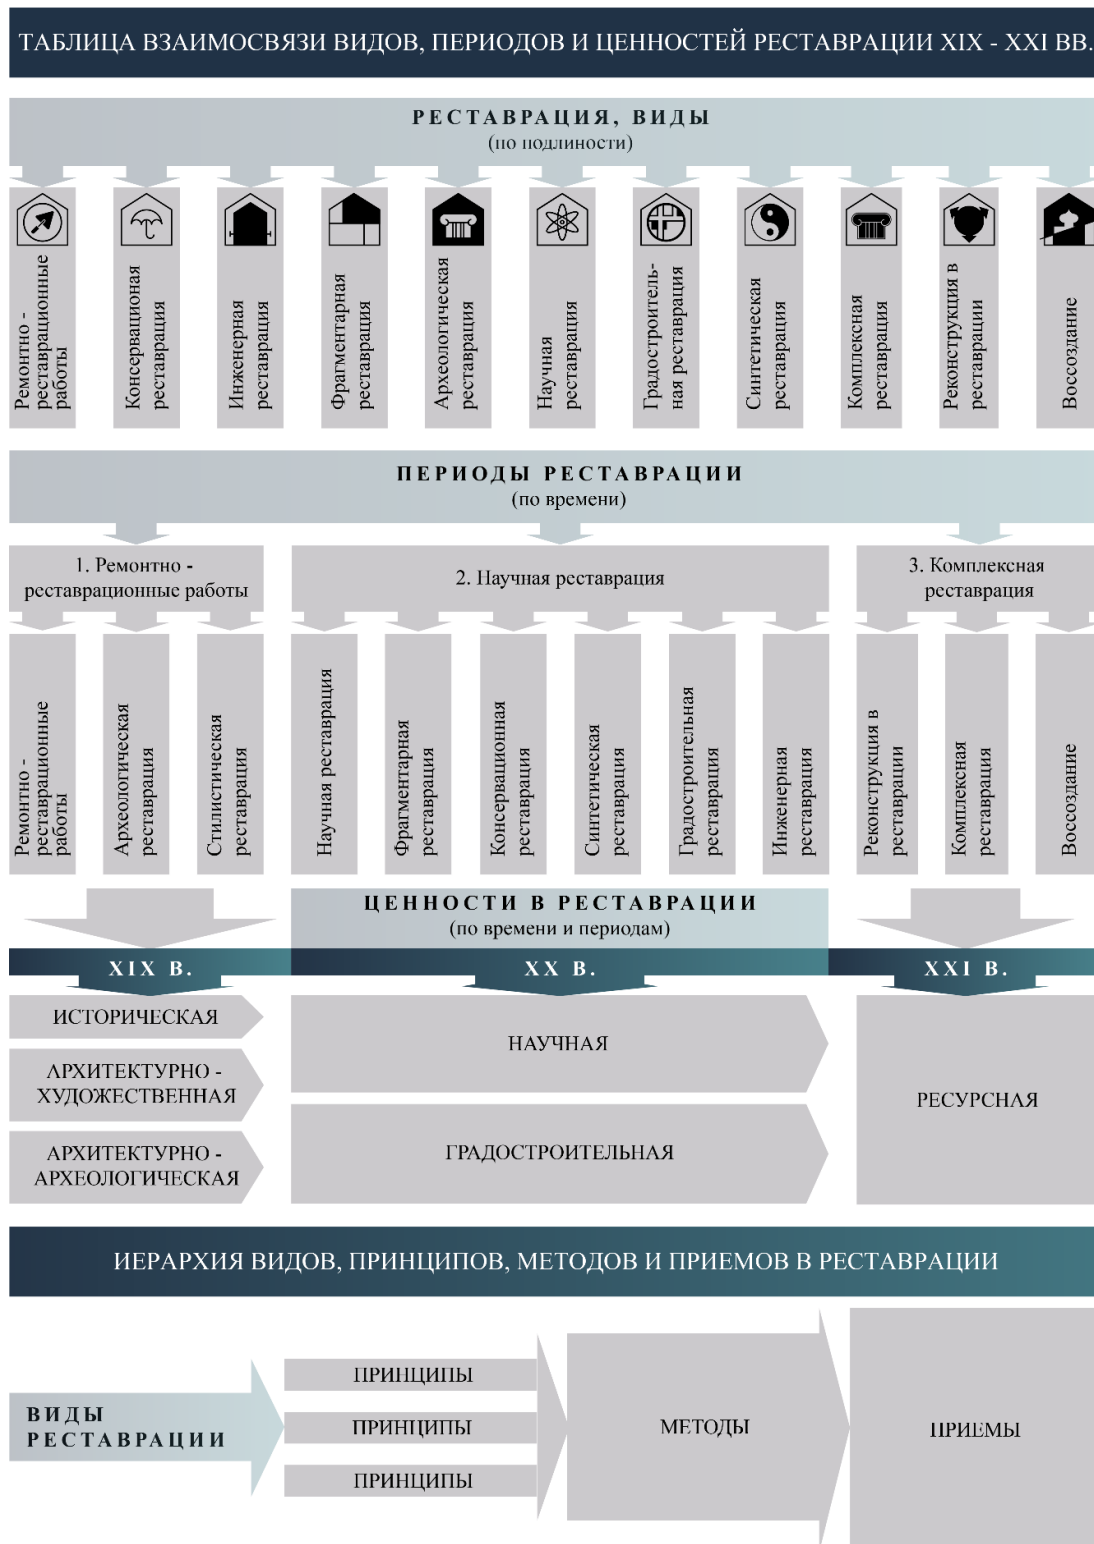 ТАБЛИЦА ВЗАИМОСВЯЗИ ВИДОВ, ПЕРИОДОВ И ЦЕННОСТЕЙ РЕСТАВРАЦИИ XIX - XXI ВВ.
РЕСТАВРАЦИЯ, ВИДЫ
(по подлиности)
Ремонтно -
реставрационные
работы
Консервационая
реставрация
Инженерная
реставрация
Фрагментарная
реставрация
Археологическая
реставрация
Научная
реставрация
Градостроитель-
ная реставрация
Синтетическая
реставрация
Комплексная
реставрация
Реконструкция в
реставрации
Воссоздание
ПЕРИОДЫ РЕСТАВРАЦИИ
(по времени)
1. Ремонтно -
реставрационные работы
2. Научная реставрация
3. Комплексная
реставрация
Ремонтно -
реставрационные
работы
Археологическая
реставрация
Стилистическая
реставрация
Научная реставрация
Фрагментарная
реставрация
Консервационная
реставрация
Синтетическая
реставрация
Градостроительная
реставрация
Инженерная
реставрация
Реконструкция в
реставрации
Комплексная
реставрация
Воссоздание
ЦЕННОСТИ В РЕСТАВРАЦИИ
(по времени и периодам)
XIX В.
XX В.
XXI В.
ИСТОРИЧЕСКАЯ
АРХИТЕКТУРНО -
ХУДОЖЕСТВЕННАЯ
АРХИТЕКТУРНО -
АРХЕОЛОГИЧЕСКАЯ
НАУЧНАЯ
ГРАДОСТРОИТЕЛЬНАЯ
РЕСУРСНАЯ
ИЕРАРХИЯ ВИДОВ, ПРИНЦИПОВ, МЕТОДОВ И ПРИЕМОВ В РЕСТАВРАЦИИ
ВИДЫ
РЕСТАВРАЦИИ
ПРИНЦИПЫ
ПРИНЦИПЫ
ПРИНЦИПЫ
МЕТОДЫ
ПРИЕМЫ